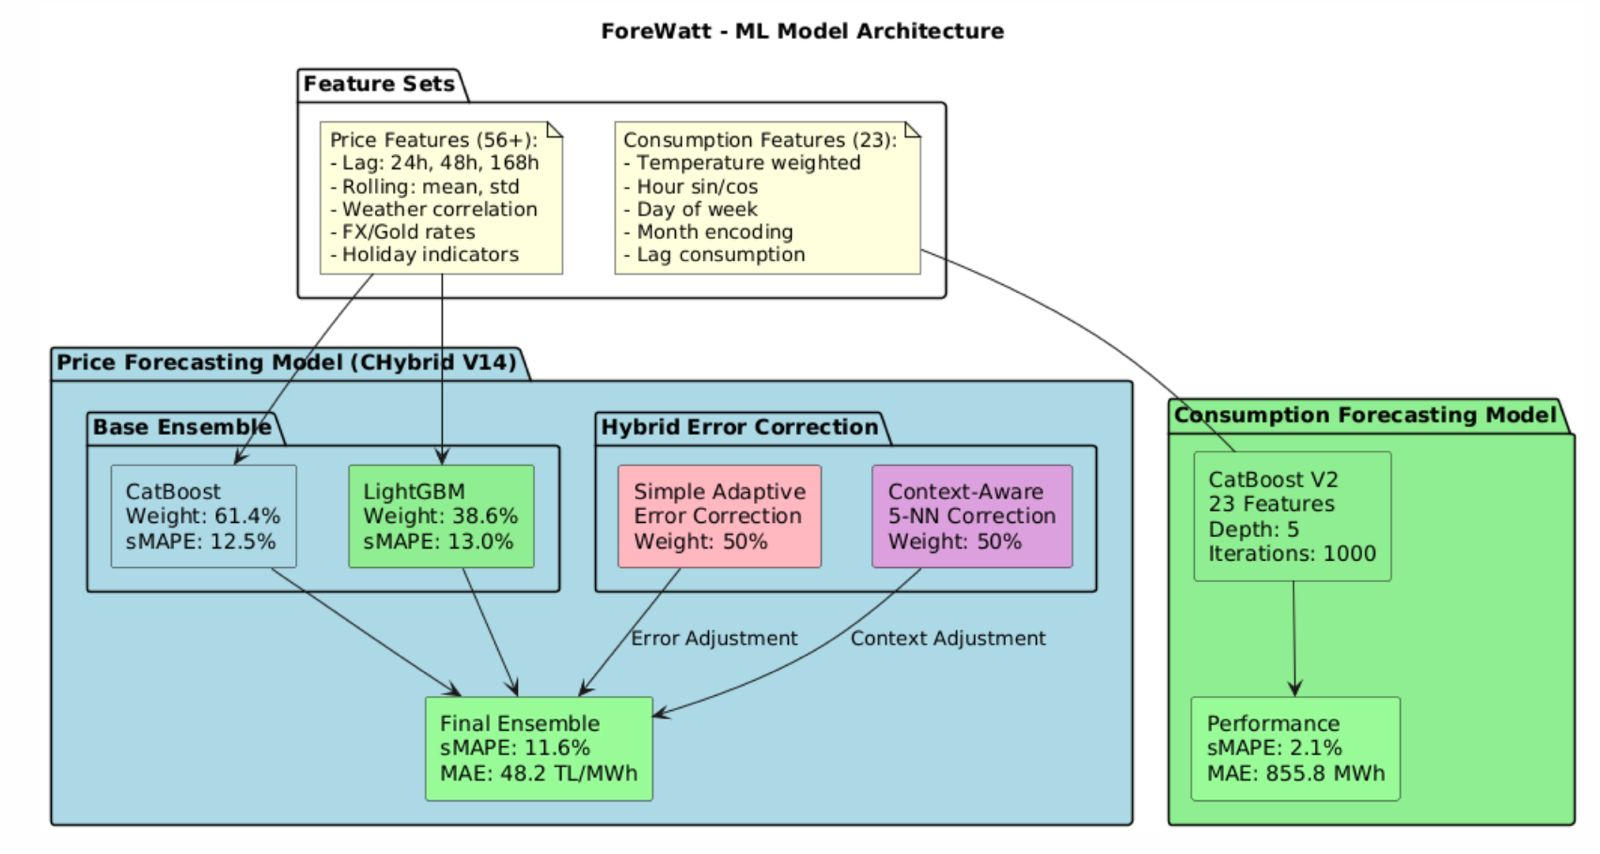 ForeWatt - ML Model Architecture
Feature Sets
Price Features (56+):
- Lag: 24h, 48h, 168h
- Rolling: mean, std
- Weather correlation
- FX/Gold rates
- Holiday indicators
Consumption Features (23):
- Temperature weighted
- Hour sin/cos
- Day of week
- Month encoding
- Lag consumption
Price Forecasting Model (CHybrid V14)
Base Ensemble
CatBoost
Weight: 61.4%
sMAPE: 12.5%
LightGBM
Weight: 38.6%
sMAPE: 13.0%
Hybrid Error Correction
Simple Adaptive
Error Correction
Weight: 50%
Context-Aware
5-NN Correction
Weight: 50%
Error Adjustment
Context Adjustment
Final Ensemble
sMAPE: 11.6%
MAE: 48.2 TL/MWh
Consumption Forecasting Model
CatBoost V2
23 Features
Depth: 5
Iterations: 1000
Performance
sMAPE: 2.1%
MAE: 855.8 MWh